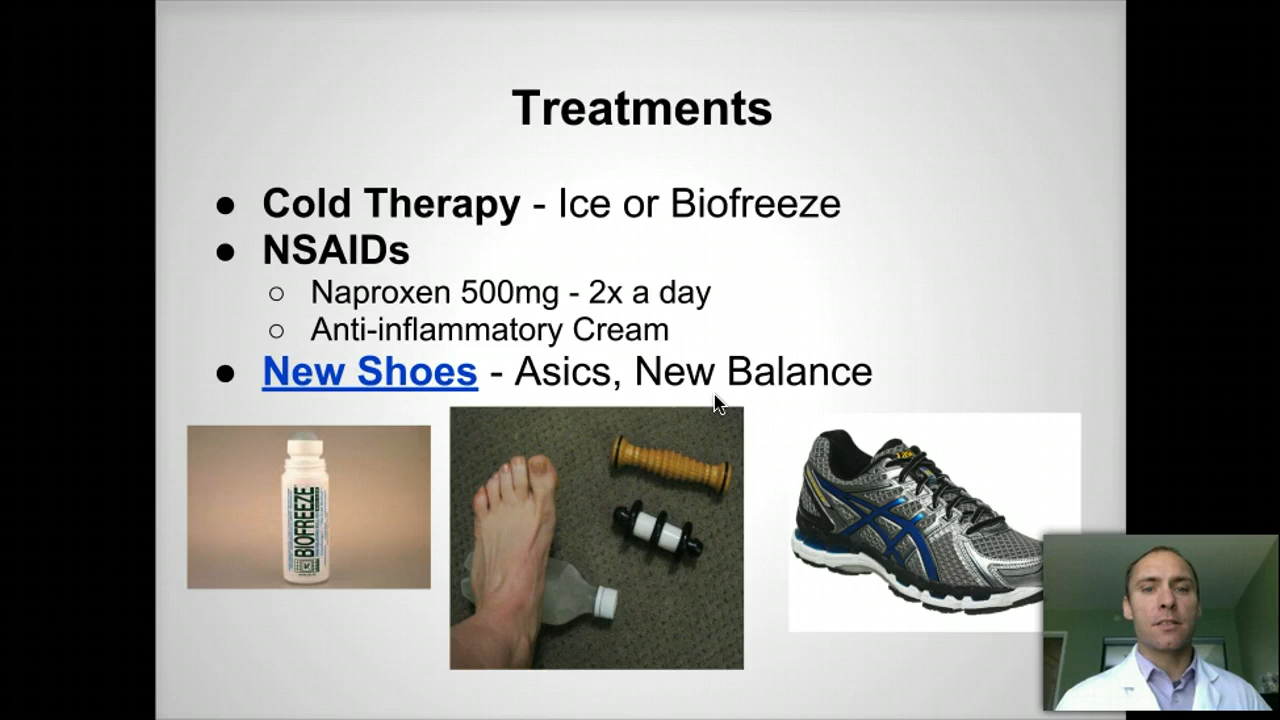 Treatments
● Cold Therapy - Ice or Biofreeze
● NSAIDs
○ Naproxen 500mg - 2x a day
○ Anti-inflammatory Cream
● New Shoes - Asics, New Balance
BIOFREEZE